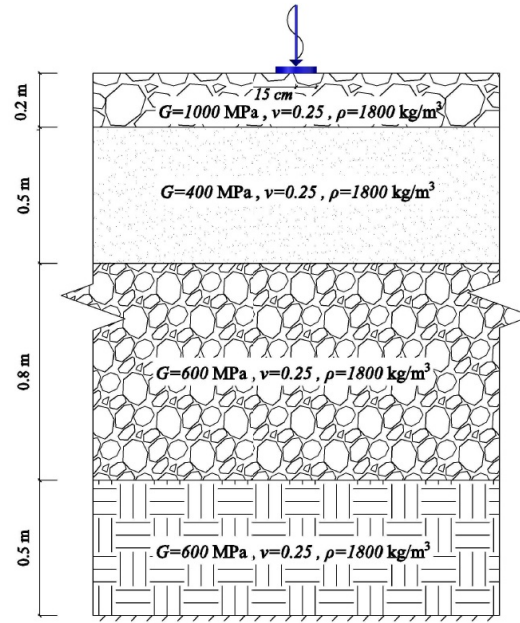 15 cm
0.2 m
G=1000 MPa , ν=0.25 , ρ=1800 kg/m³
0.5 m
G=400 MPa , ν=0.25 , ρ=1800 kg/m³
0.8 m
G=600 MPa , ν=0.25 , ρ=1800 kg/m³
0.5 m
G=600 MPa , ν=0.25 , ρ=1800 kg/m³